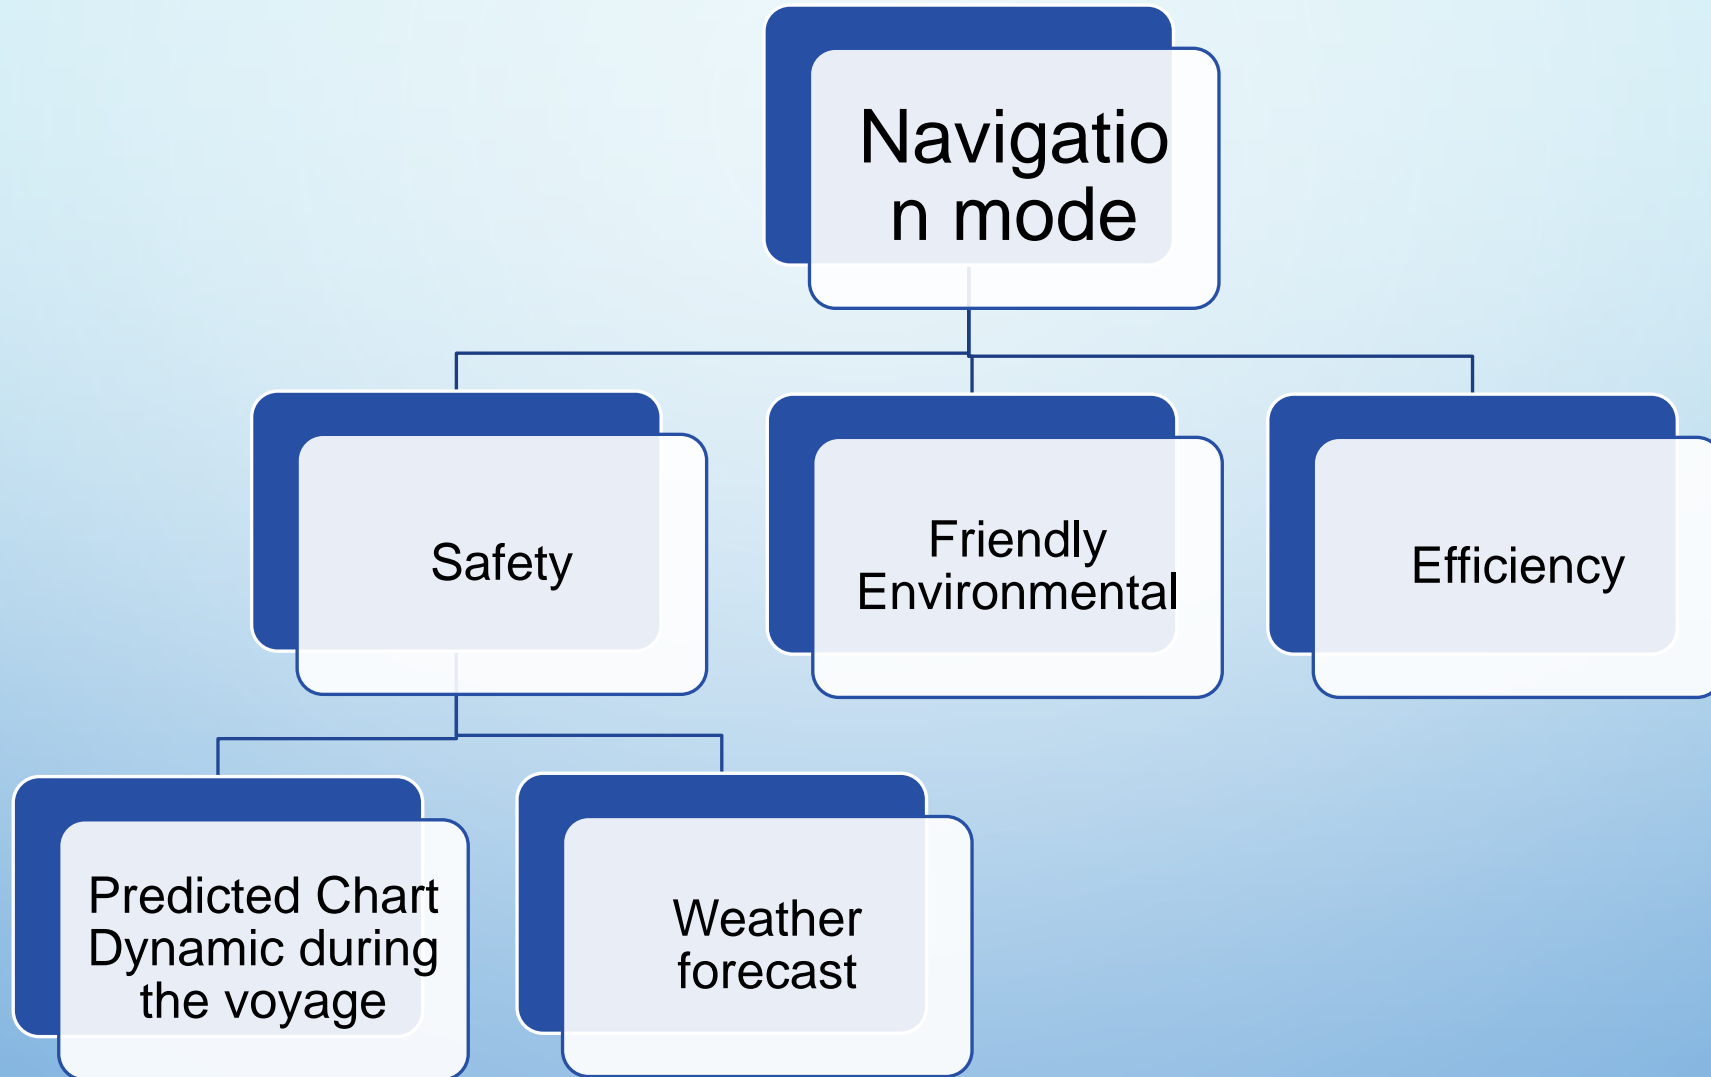 Navigatio
n mode
Safety
Friendly
Environmental
Efficiency
Predicted Chart
Dynamic during
the voyage
Weather
forecast